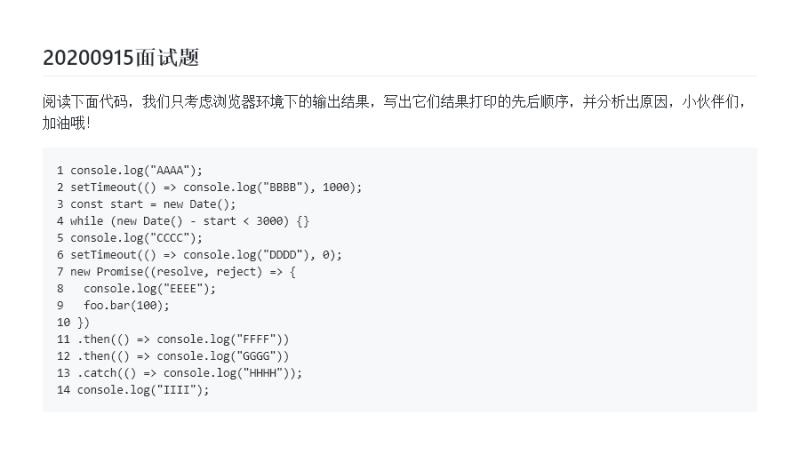 20200915面试题
阅读下面代码，我们只考虑浏览器环境下的输出结果，写出它们结果打印的先后顺序，并分析出原因，小伙伴们，
加油哦！
1 console.log("AAAA");
2 setTimeout(() => console.log("BBBB"), 1000);
3 const start = new Date();
4 while (new Date() - start < 3000) {}
5 console.log("CCCC");
6 setTimeout(() => console.log("DDDD"), 0);
7 new Promise((resolve, reject) => {
8   console.log("EEEE");
9   foo.bar(100);
10 })
11 .then(() => console.log("FFFF"))
12 .then(() => console.log("GGGG"))
13 .catch(() => console.log("HHHH"));
14 console.log("IIII");